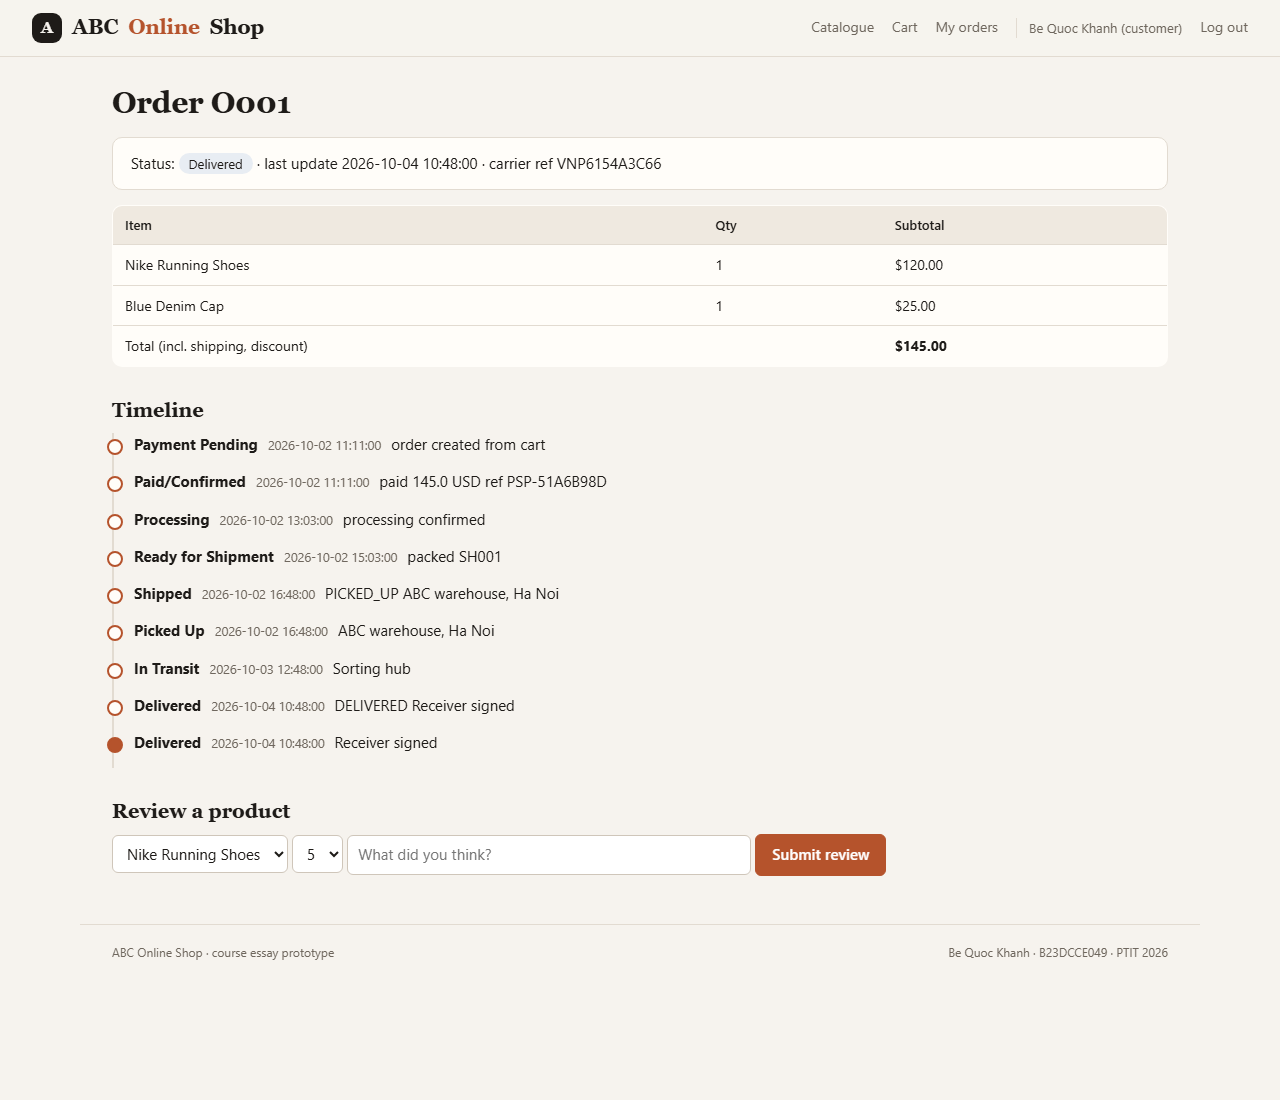 A ABC Online Shop Catalogue Cart My orders Be Quoc Khanh (customer) Log out
Order O001
Status: Delivered · last update 2026-10-04 10:48:00 · carrier ref VNP6154A3C66
Item Qty Subtotal
Nike Running Shoes 1 $120.00
Blue Denim Cap 1 $25.00
Total (incl. shipping, discount) $145.00
Timeline
Payment Pending 2026-10-02 11:11:00 order created from cart
Paid/Confirmed 2026-10-02 11:11:00 paid 145.0 USD ref PSP-51A6B98D
Processing 2026-10-02 13:03:00 processing confirmed
Ready for Shipment 2026-10-02 15:03:00 packed SH001
Shipped 2026-10-02 16:48:00 PICKED_UP ABC warehouse, Ha Noi
Picked Up 2026-10-02 16:48:00 ABC warehouse, Ha Noi
In Transit 2026-10-03 12:48:00 Sorting hub
Delivered 2026-10-04 10:48:00 DELIVERED Receiver signed
Delivered 2026-10-04 10:48:00 Receiver signed
Review a product
Nike Running Shoes 5 What did you think? Submit review
ABC Online Shop · course essay prototype Be Quoc Khanh · B23DCCE049 · PTIT 2026